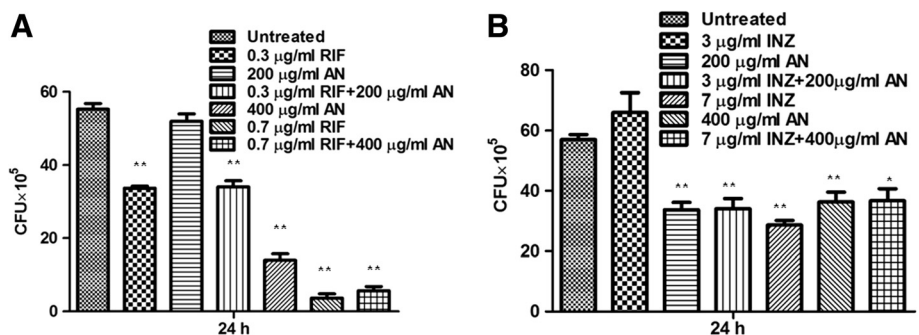 A
Untreated
0.3 μg/ml RIF
200 μg/ml AN
0.3 μg/ml RIF+200 μg/ml AN
400 μg/ml AN
0.7 μg/ml RIF
0.7 μg/ml RIF+400 μg/ml AN
CFU×10⁵
60
40
20
0
** ** ** ** **
24 h
B
Untreated
3 μg/ml INZ
200 μg/ml AN
3 μg/ml INZ+200μg/ml AN
7 μg/ml INZ
400 μg/ml AN
7 μg/ml INZ+400μg/ml AN
CFU×10⁵
80
60
40
20
0
** ** ** ** *
24 h